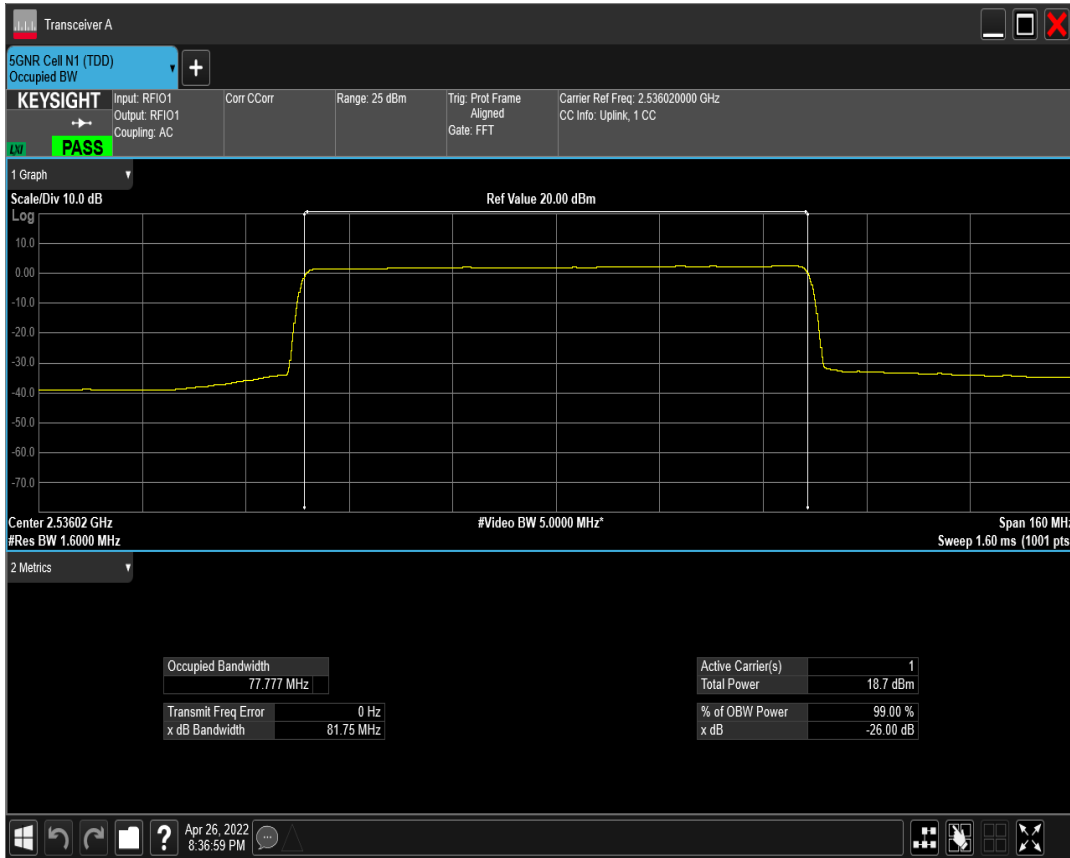 Transceiver A
5GNR Cell N1 (TDD)
Occupied BW
+
KEYSIGHT
LXI
PASS
Input: RFIO1
Output: RFIO1
Coupling: AC
Corr CCorr
Range: 25 dBm
Trig: Prot Frame
Aligned
Gate: FFT
Carrier Ref Freq: 2.536020000 GHz
CC Info: Uplink, 1 CC
1 Graph
Scale/Div 10.0 dB
Ref Value 20.00 dBm
Log
10.0
0.00
-10.0
-20.0
-30.0
-40.0
-50.0
-60.0
-70.0
Center 2.53602 GHz
#Video BW 5.0000 MHz*
Span 160 MHz
#Res BW 1.6000 MHz
Sweep 1.60 ms (1001 pts
2 Metrics
Occupied Bandwidth
77.777 MHz
Transmit Freq Error 0 Hz
x dB Bandwidth 81.75 MHz
Active Carrier(s) 1
Total Power 18.7 dBm
% of OBW Power 99.00 %
x dB -26.00 dB
?
Apr 26, 2022
8:36:59 PM